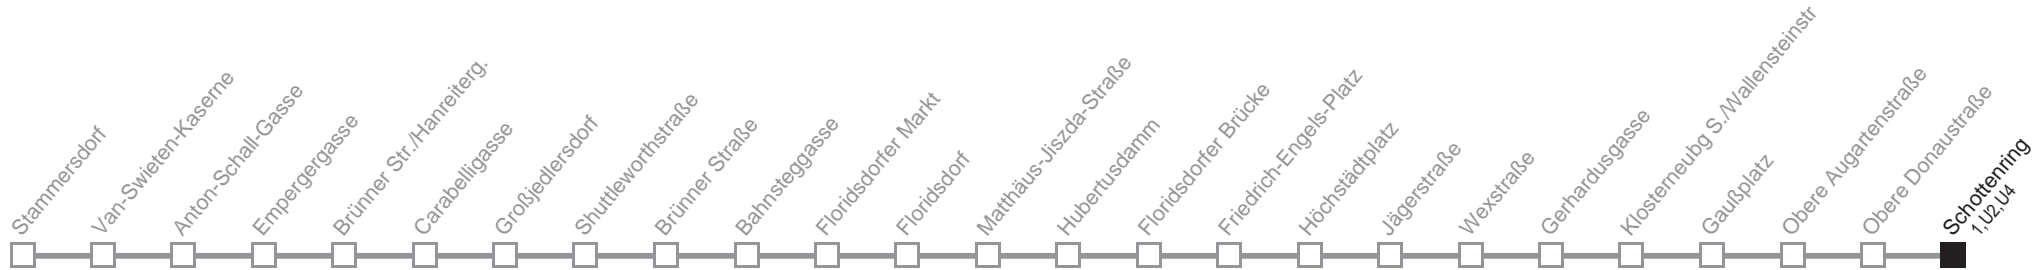 Stammersdorf
Van-Swieten-Kaserne
Anton-Schall-Gasse
Empergergasse
Brünner Str./Hanreiterg.
Carabelligasse
Großjedlersdorf
Shuttleworthstraße
Brünner Straße
Bahnsteggasse
Floridsdorfer Markt
Floridsdorf
Matthäus-Jiszda-Straße
Hubertusdamm
Floridsdorfer Brücke
Friedrich-Engels-Platz
Höchstädtplatz
Jägerstraße
Wexstraße
Gerhardusgasse
Klosterneubg S./Wallensteinstr
Gaußplatz
Obere Augartenstraße
Obere Donaustraße
Schottenring
1,U2,U4